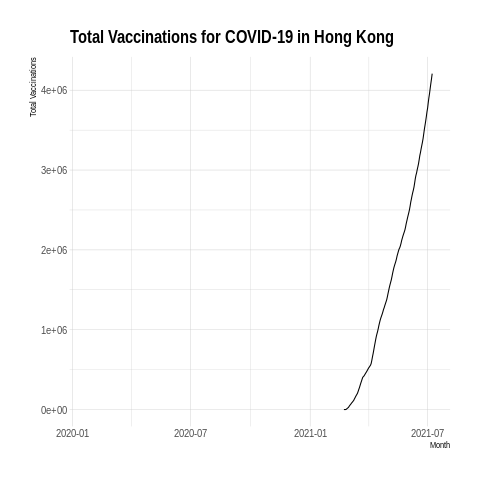 Total Vaccinations for COVID-19 in Hong Kong
Total Vaccinations
4e+06
3e+06
2e+06
1e+06
0e+00
2020-01 2020-07 2021-01 2021-07
Month